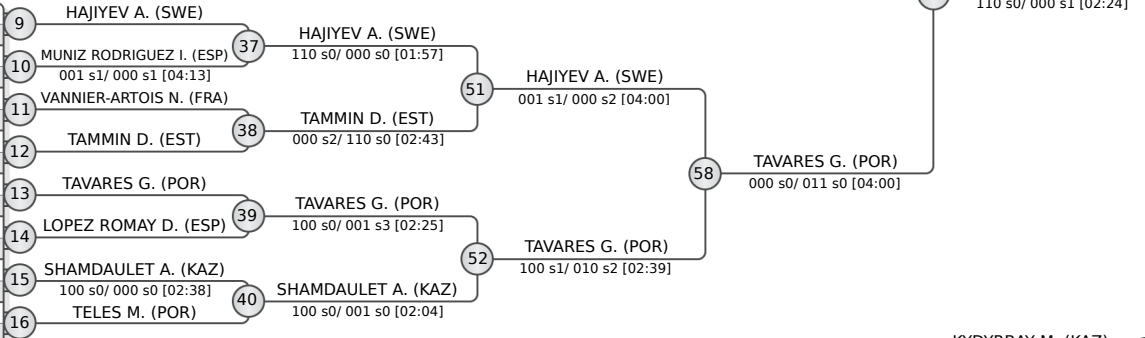 110 s0/ 000 s1 [02:24]
9
HAJIYEV A. (SWE)
37
HAJIYEV A. (SWE)
110 s0/ 000 s0 [01:57]
10
MUNIZ RODRIGUEZ I. (ESP)
001 s1/ 000 s1 [04:13]
51
HAJIYEV A. (SWE)
001 s1/ 000 s2 [04:00]
11
VANNIER-ARTOIS N. (FRA)
38
TAMMIN D. (EST)
000 s2/ 110 s0 [02:43]
12
TAMMIN D. (EST)
58
TAVARES G. (POR)
000 s0/ 011 s0 [04:00]
13
TAVARES G. (POR)
39
TAVARES G. (POR)
100 s0/ 001 s3 [02:25]
14
LOPEZ ROMAY D. (ESP)
52
TAVARES G. (POR)
100 s1/ 010 s2 [02:39]
15
SHAMDAULET A. (KAZ)
100 s0/ 000 s0 [02:38]
40
SHAMDAULET A. (KAZ)
100 s0/ 001 s0 [02:04]
16
TELES M. (POR)